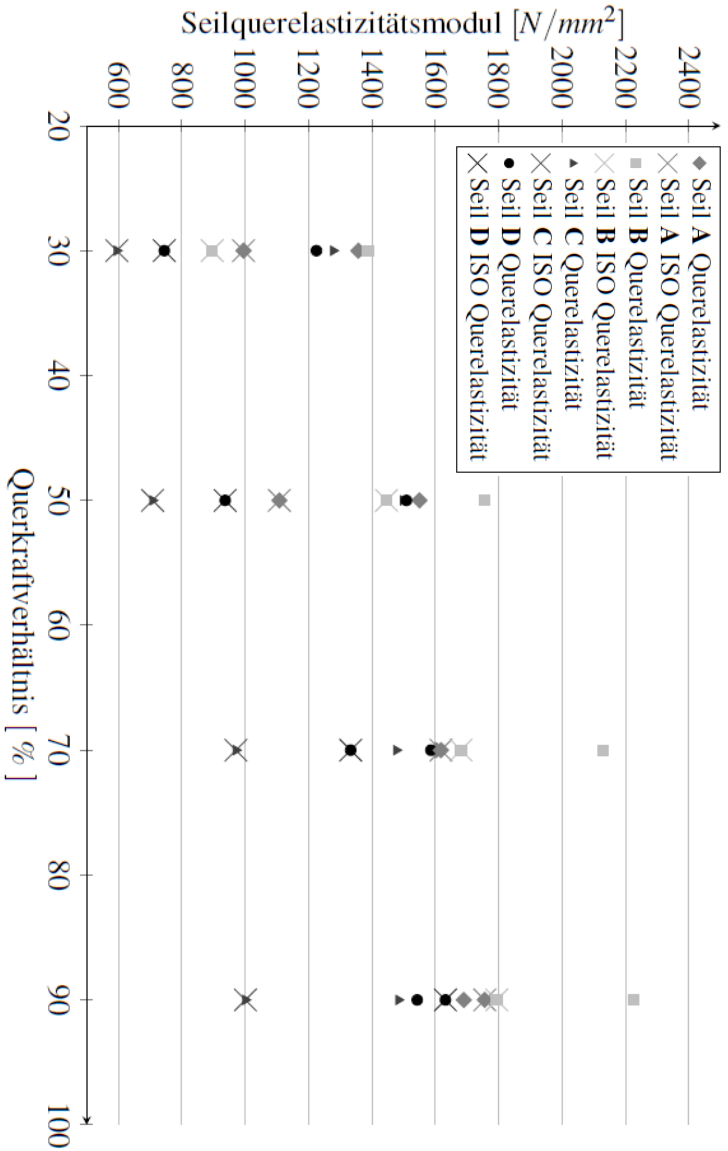 Seilquerelastizitätsmodul [N/mm²]
2400
2200
2000
1800
1600
1400
1200
1000
800
600
Seil A Querelastizität
Seil A ISO Querelastizität
Seil B Querelastizität
Seil B ISO Querelastizität
Seil C Querelastizität
Seil C ISO Querelastizität
Seil D Querelastizität
Seil D ISO Querelastizität
20 30 40 50 60 70 80 90 100
Querkraftverhältnis [ % ]